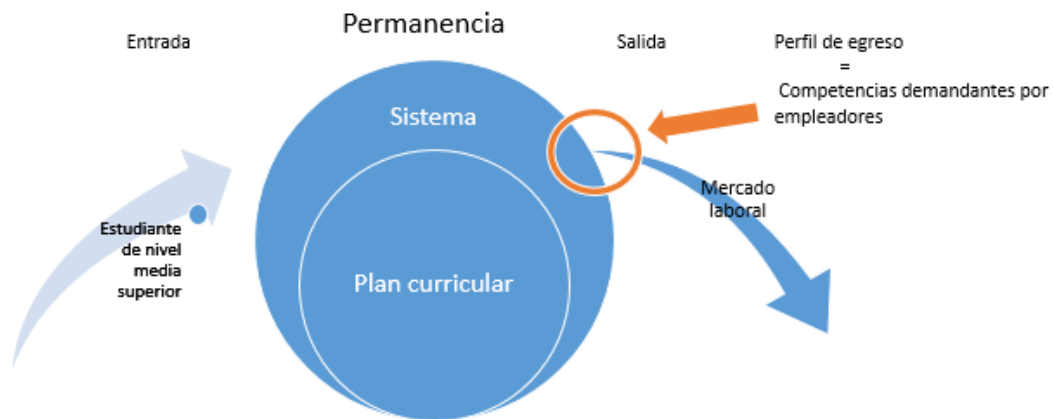 Entrada
Permanencia
Salida
Perfil de egreso
=
Competencias demandantes por
empleadores
Sistema
Estudiante
de nivel
media
superior
Plan curricular
Mercado
laboral